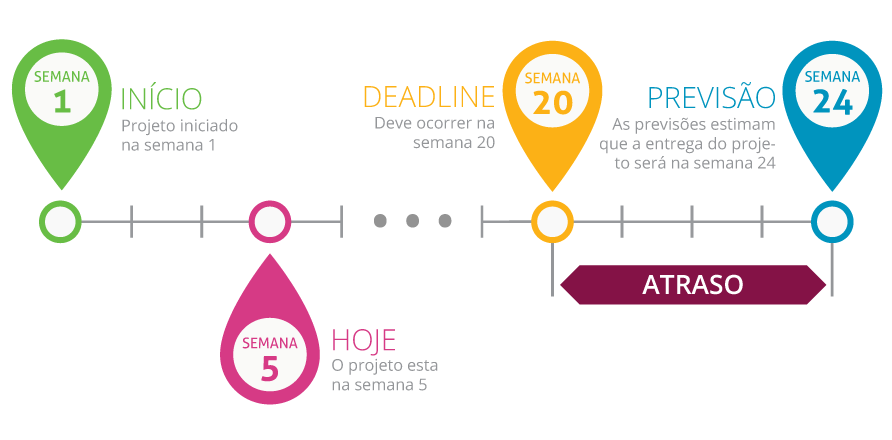 SEMANA
1
INÍCIO
Projeto iniciado
na semana 1
DEADLINE
Deve ocorrer na
semana 20
SEMANA
20
PREVISÃO
As previsões estimam
que a entrega do proje-
to será na semana 24
SEMANA
24
ATRASO
SEMANA
5
HOJE
O projeto esta
na semana 5